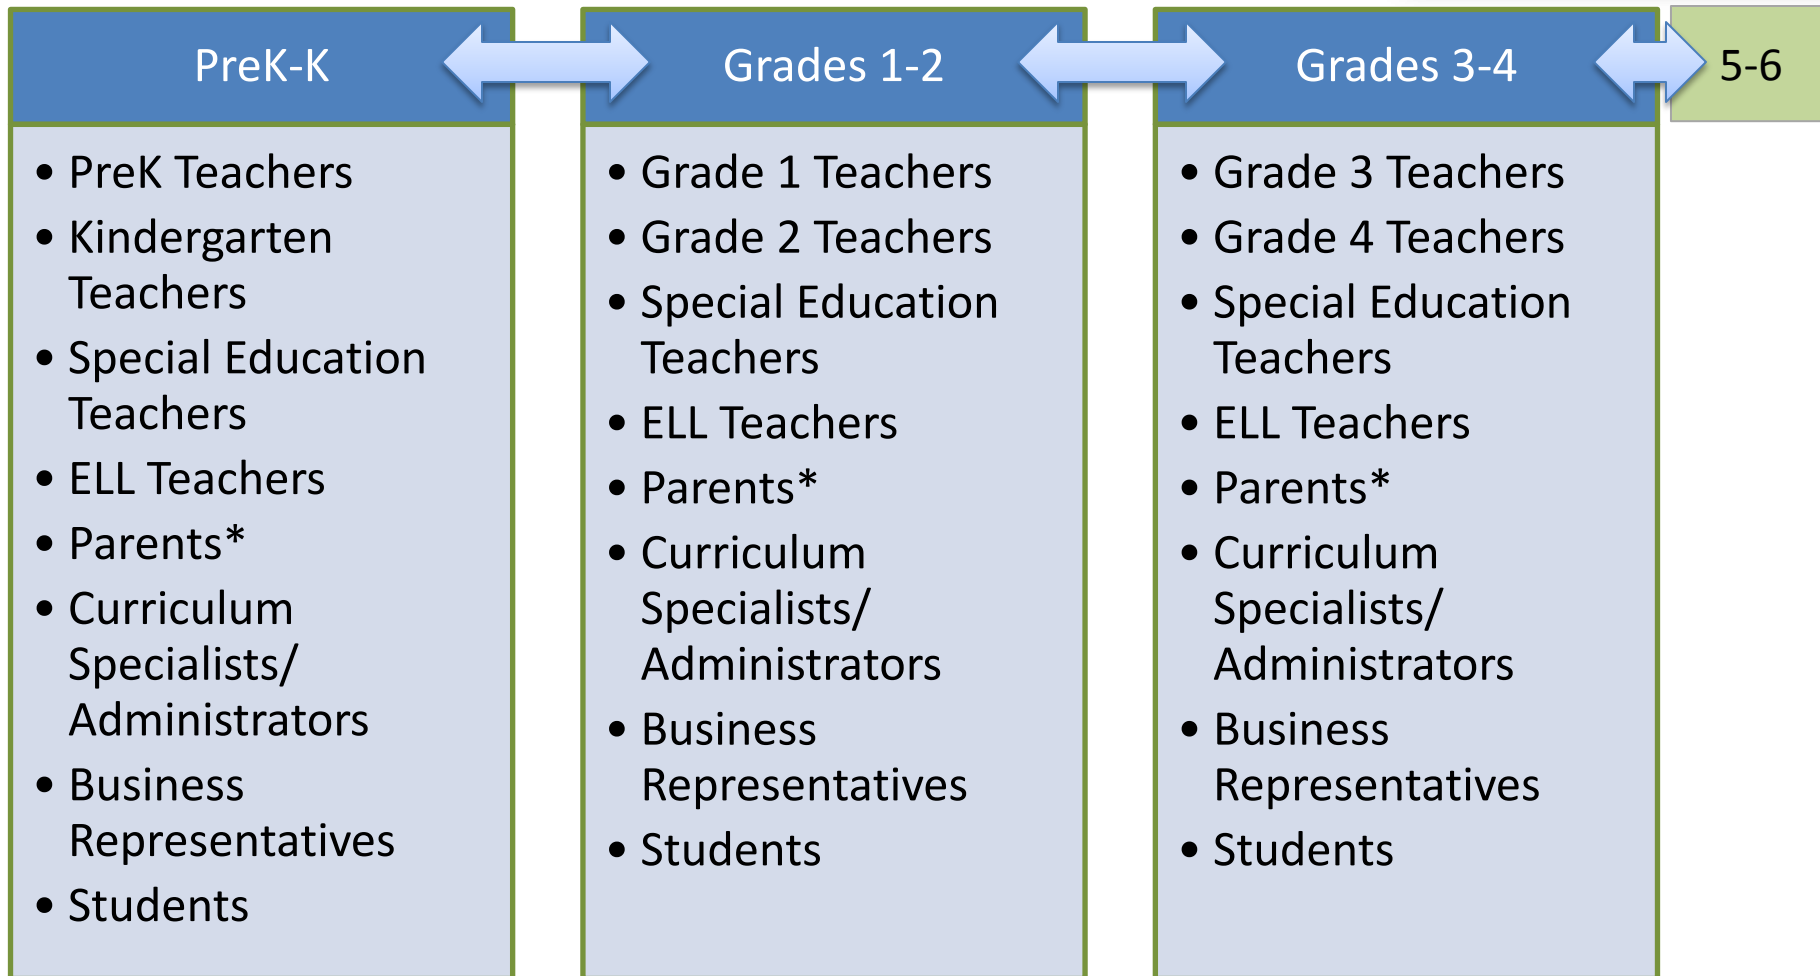 PreK-K
• PreK Teachers
• Kindergarten
Teachers
• Special Education
Teachers
• ELL Teachers
• Parents*
• Curriculum
Specialists/
Administrators
• Business
Representatives
• Students
Grades 1-2
• Grade 1 Teachers
• Grade 2 Teachers
• Special Education
Teachers
• ELL Teachers
• Parents*
• Curriculum
Specialists/
Administrators
• Business
Representatives
• Students
Grades 3-4
• Grade 3 Teachers
• Grade 4 Teachers
• Special Education
Teachers
• ELL Teachers
• Parents*
• Curriculum
Specialists/
Administrators
• Business
Representatives
• Students
5-6